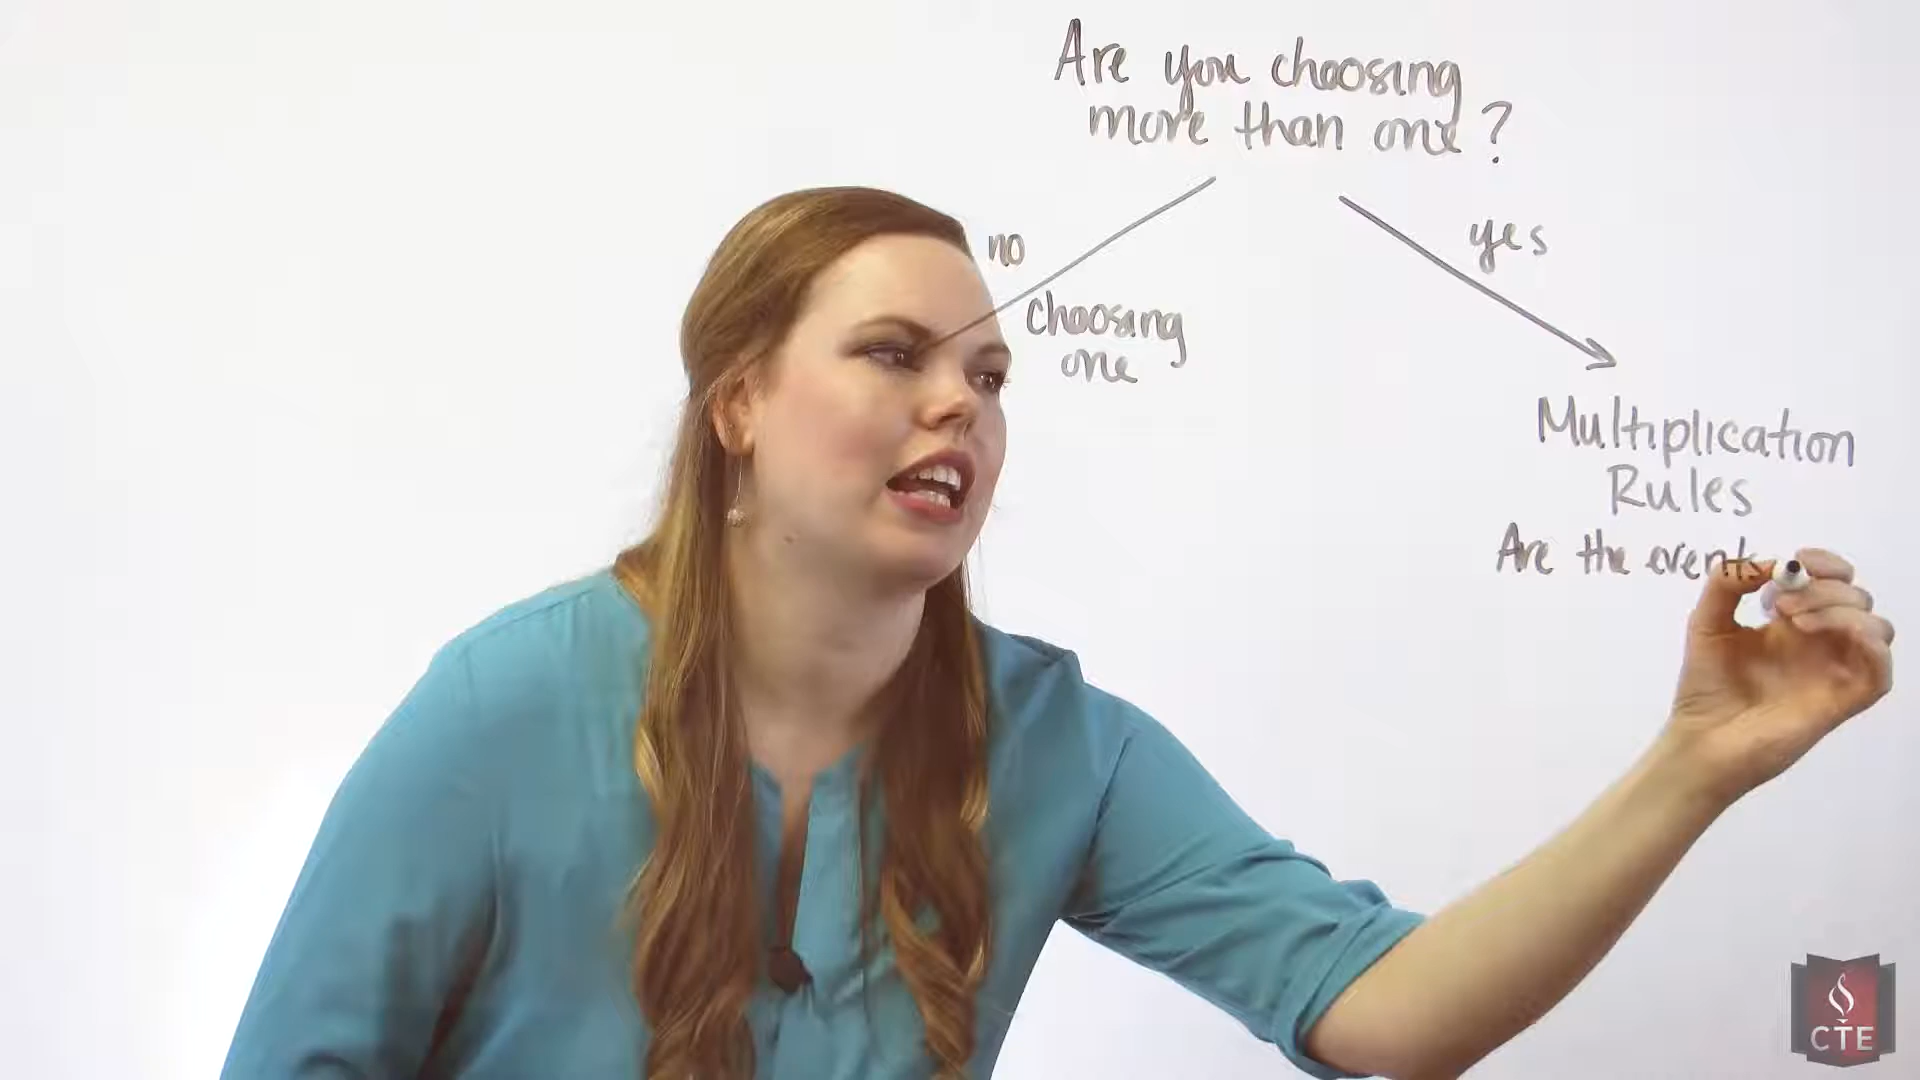 Are you choosing
more than one?
no
yes
choosing
one
Multiplication
Rules
Are the events
CTE